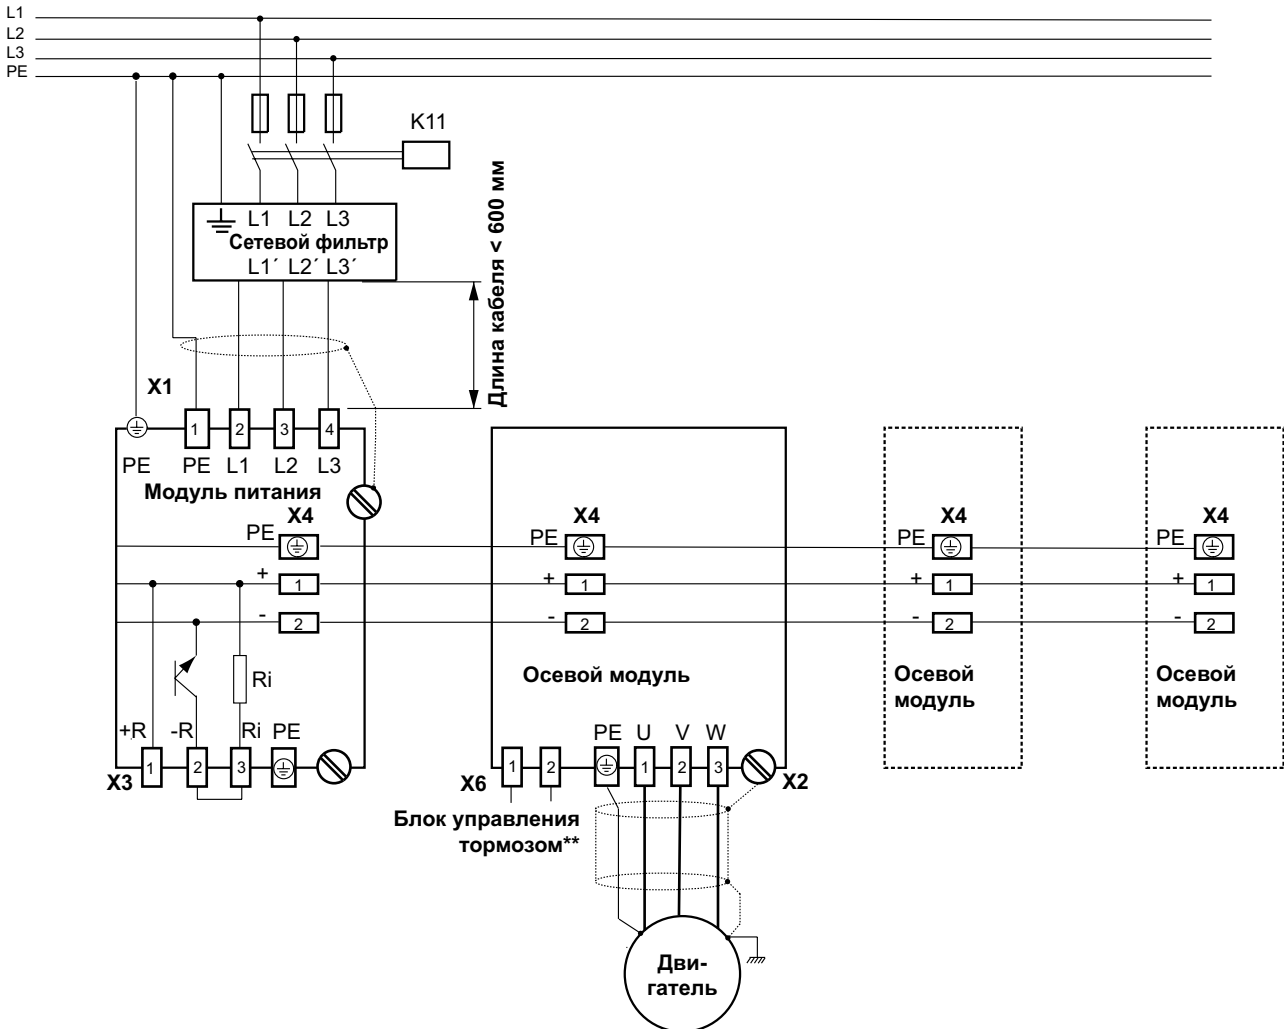 L1
L2
L3
PE
K11
L1 L2 L3
Сетевой фильтр
L1´ L2´ L3´
Длина кабеля < 600 мм
X1
1 2 3 4
PE PE L1 L2 L3
Модуль питания
X4 X4 X4 X4
PE PE PE PE
+ 1 + 1 + 1 + 1
- 2 - 2 - 2 - 2
Ri
Осевой модуль
Осевой
модуль
Осевой
модуль
+R -R Ri PE
X3 1 2 3
PE U V W
X6 1 2 1 2 3 X2
Блок управления
тормозом**
Дви-
гатель